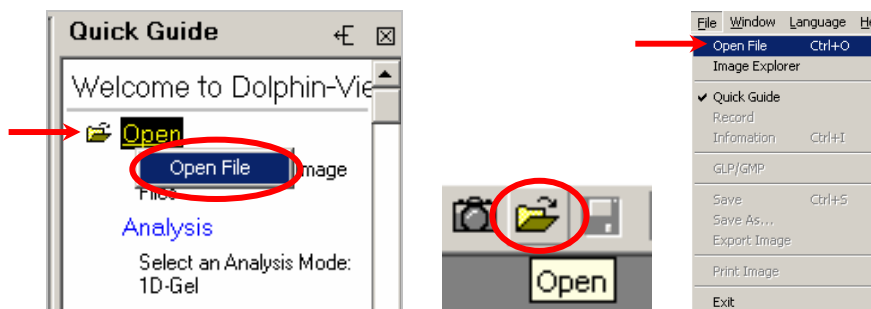 Quick Guide
Welcome to Dolphin-Vie
Open
Open File
mage
Files
Analysis
Select an Analysis Mode:
1D-Gel
Open
File Window Language He
Open File Ctrl+O
Image Explorer
Quick Guide
Record
Infomation Ctrl+I
GLP/GMP
Save Ctrl+S
Save As...
Export Image
Print Image
Exit